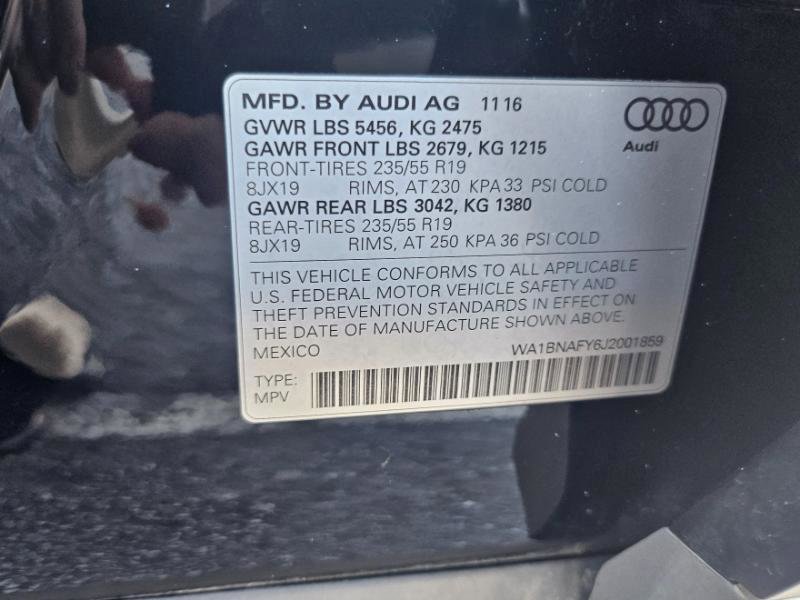 MFD. BY AUDI AG 11 16
GVWR LBS 5456, KG 2475
GAWR FRONT LBS 2679, KG 1215
FRONT-TIRES 235/55 R19
8JX19 RIMS, AT 230 KPA 33 PSI COLD
GAWR REAR LBS 3042, KG 1380
REAR-TIRES 235/55 R19
8JX19 RIMS, AT 250 KPA 36 PSI COLD
Audi
THIS VEHICLE CONFORMS TO ALL APPLICABLE
U.S. FEDERAL MOTOR VEHICLE SAFETY AND
THEFT PREVENTION STANDARDS IN EFFECT ON
THE DATE OF MANUFACTURE SHOWN ABOVE.
MEXICO WA1BNAFY6J2001859
TYPE:
MPV